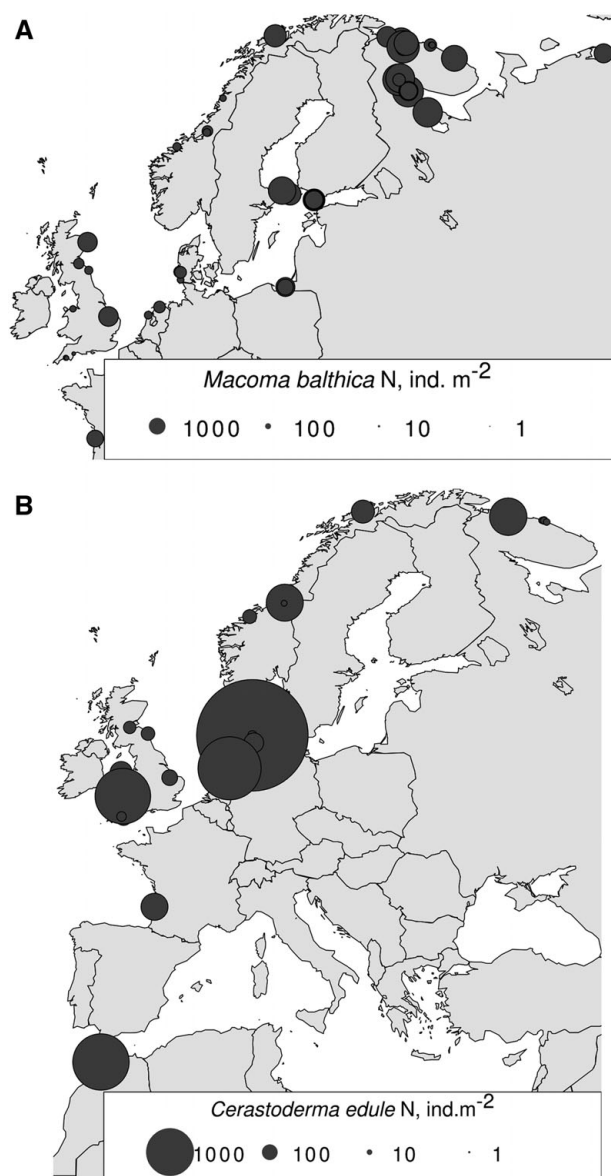 A
Macoma balthica N, ind. m-2
1000 100 10 1
B
Cerastoderma edule N, ind.m-2
1000 100 10 1